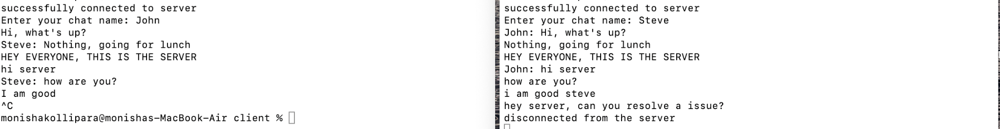 successfully connected to server
Enter your chat name: John
Hi, what's up?
Steve: Nothing, going for lunch
HEY EVERYONE, THIS IS THE SERVER
hi server
Steve: how are you?
I am good
^C
monishakollipara@monishas-MacBook-Air client %
successfully connected to server
Enter your chat name: Steve
John: Hi, what's up?
Nothing, going for lunch
HEY EVERYONE, THIS IS THE SERVER
John: hi server
how are you?
i am good steve
hey server, can you resolve a issue?
disconnected from the server